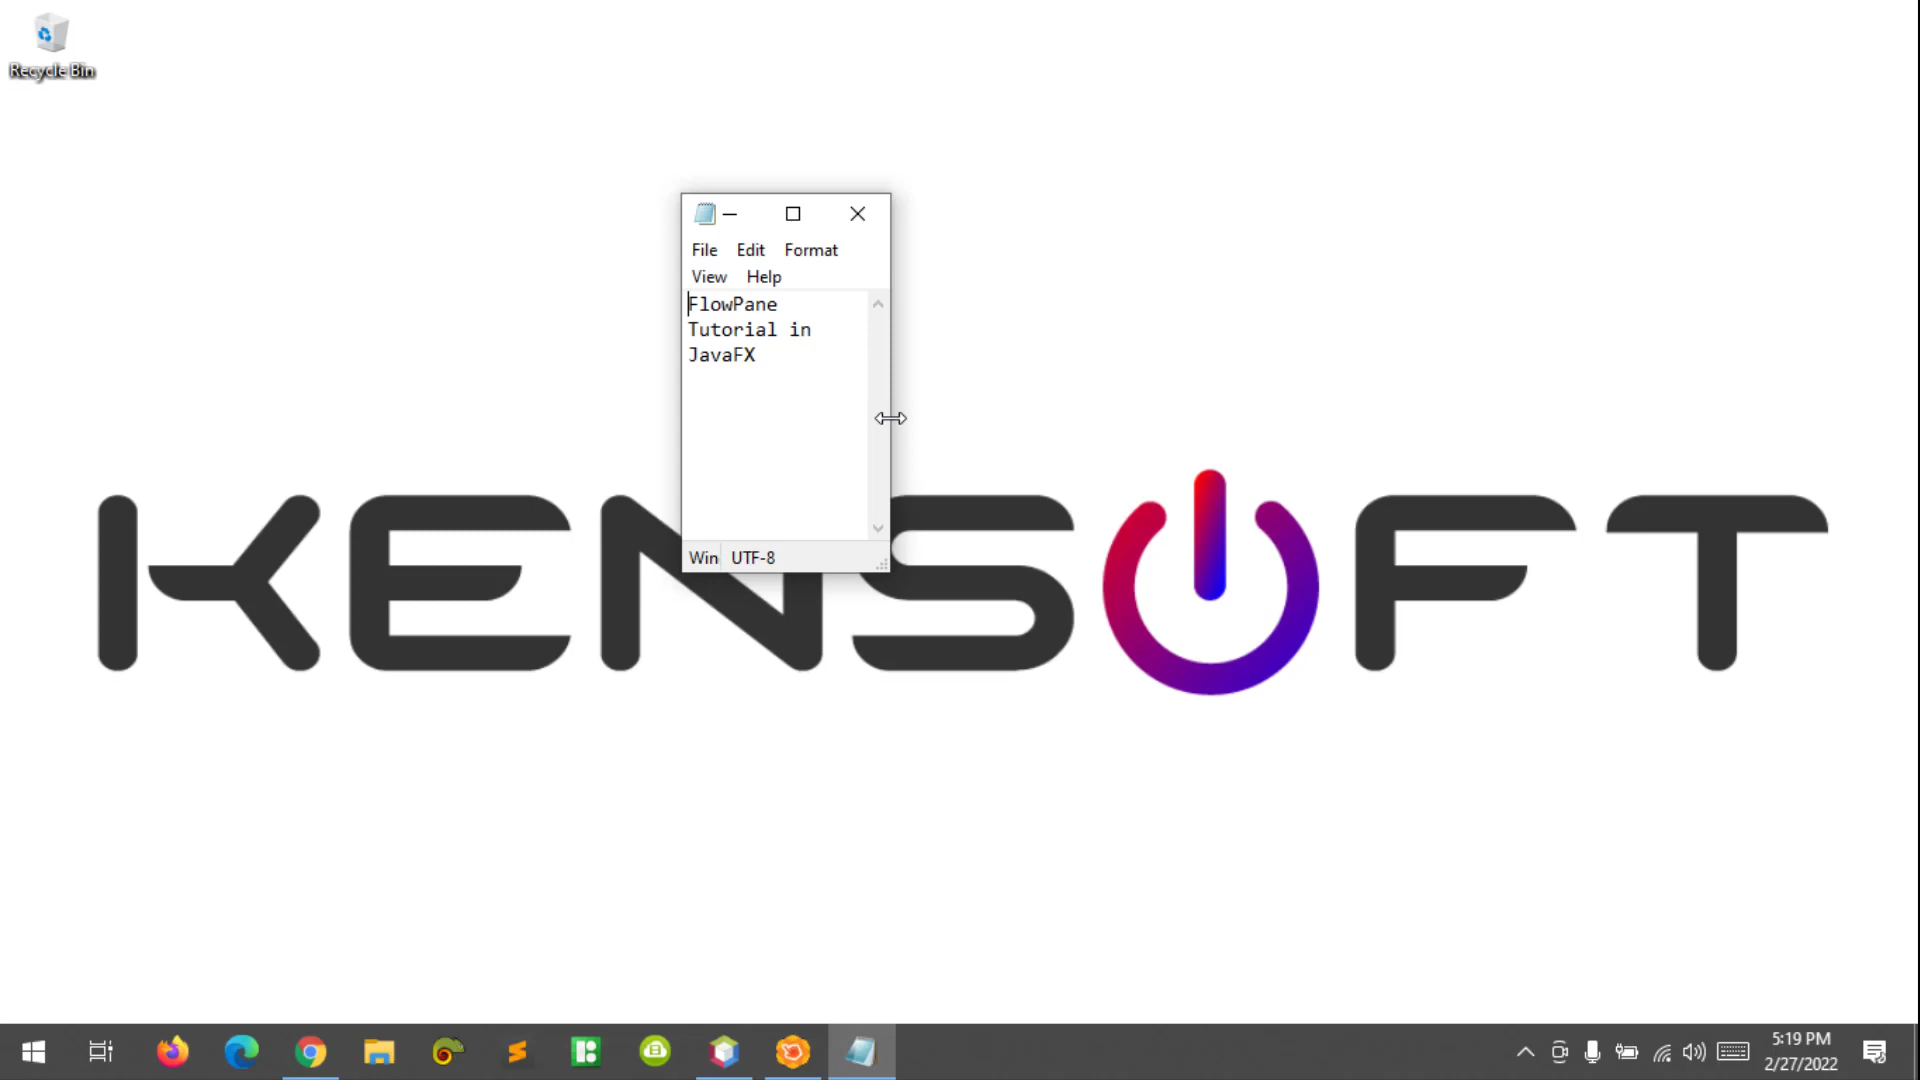 Recycle Bin
File Edit Format
View Help
FlowPane
Tutorial in
JavaFX
Win UTF-8
KENSOFT
5:19 PM
2/27/2022